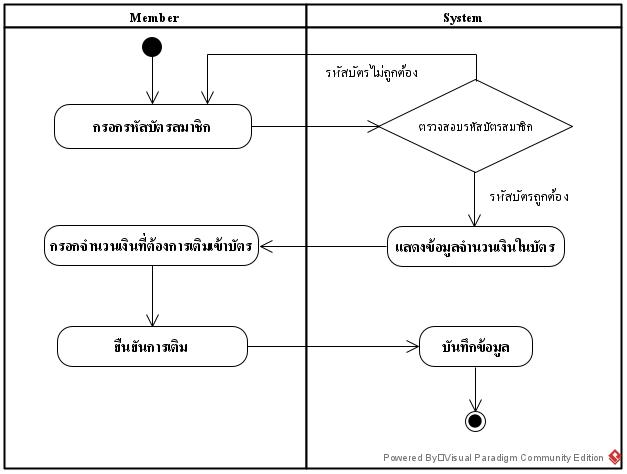 Member
System
รหัสบัตรไม่ถูกต้อง
กรอกรหัสบัตรสมาชิก
ตรวจสอบรหัสบัตรสมาชิก
รหัสบัตรถูกต้อง
กรอกจำนวนเงินที่ต้องการเติมเข้าบัตร
แสดงข้อมูลจำนวนเงินในบัตร
ยืนยันการเติม
บันทึกข้อมูล
Powered By□Visual Paradigm Community Edition